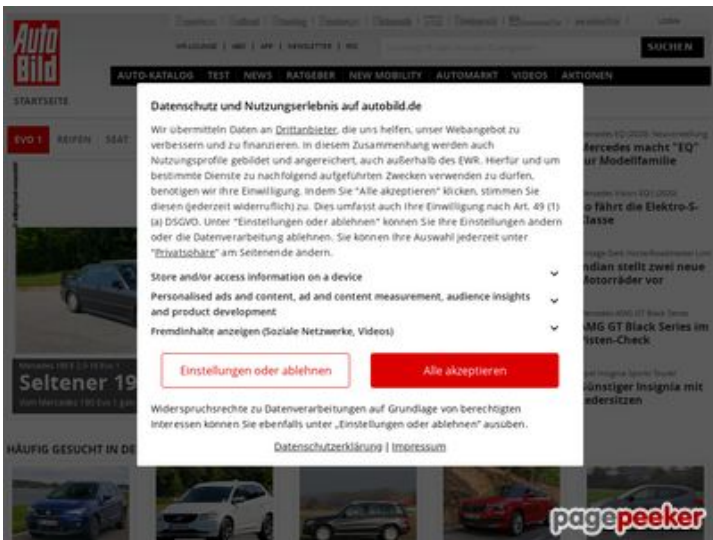 Auto
Bild
LOGIN
SUCHEN
AUTO-KATALOG TEST NEWS RATGEBER NEW MOBILITY AUTOMARKT VIDEOS AKTIONEN
STARTSEITE
EVO 1 REIFEN SEAT
Datenschutz und Nutzungserlebnis auf autobild.de
Wir übermitteln Daten an Drittanbieter, die uns helfen, unser Webangebot zu
verbessern und zu finanzieren. In diesem Zusammenhang werden auch
Nutzungsprofile gebildet und angereichert, auch außerhalb des EWR. Hierfür und um
bestimmte Dienste zu nachfolgend aufgeführten Zwecken verwenden zu dürfen,
benötigen wir Ihre Einwilligung. Indem Sie "Alle akzeptieren" klicken, stimmen Sie
diesen (jederzeit widerruflich) zu. Dies umfasst auch Ihre Einwilligung nach Art. 49 (1)
(a) DSGVO. Unter "Einstellungen oder ablehnen" können Sie Ihre Einstellungen ändern
oder die Datenverarbeitung ablehnen. Sie können Ihre Auswahl jederzeit unter
"Privatsphäre" am Seitenende ändern.
Store and/or access information on a device
Personalised ads and content, ad and content measurement, audience insights
and product development
Fremdinhalte anzeigen (Soziale Netzwerke, Videos)
Einstellungen oder ablehnen
Alle akzeptieren
Widerspruchsrechte zu Datenverarbeitungen auf Grundlage von berechtigten
Interessen können Sie ebenfalls unter „Einstellungen oder ablehnen" ausüben.
Datenschutzerklärung | Impressum
Mercedes macht "EQ"
ur Modellfamilie
o fährt die Elektro-S-
Klasse
ndian stellt zwei neue
Motorräder vor
AMG GT Black Series im
isten-Check
Günstiger Insignia mit
edersitzen
Seltener 19
HÄUFIG GESUCHT IN DE
pagepeeker